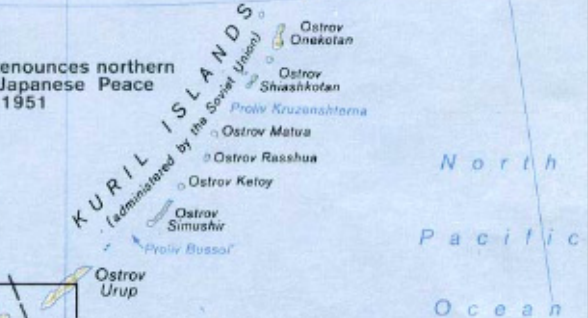 KURIL ISLANDS
(administered by the Soviet Union)
Ostrov
Onekotan
enounces northern
Japanese Peace
1951
Ostrov
Shiashkotan
Proliv Kruzenshterna
Ostrov Matua
Ostrov Rasshua
Ostrov Ketoy
Ostrov
Simushir
Proliv Bussol'
Ostrov
Urup
North
Pacific
Ocean